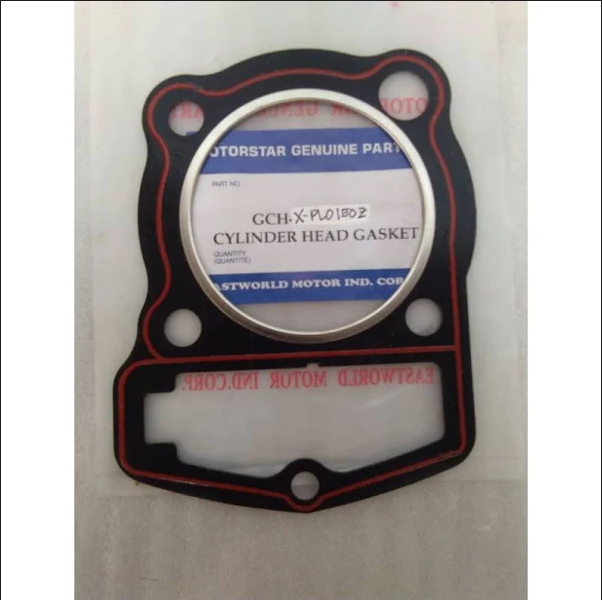 OTORSTAR GENUINE PART
PART NO.
GCH. X-PLO150Z
CYLINDER HEAD GASKET
QUANTITY
(QUANTITE)
ASTWORLD MOTOR IND. COR
EASTWORLD MOTOR IND.CORP.